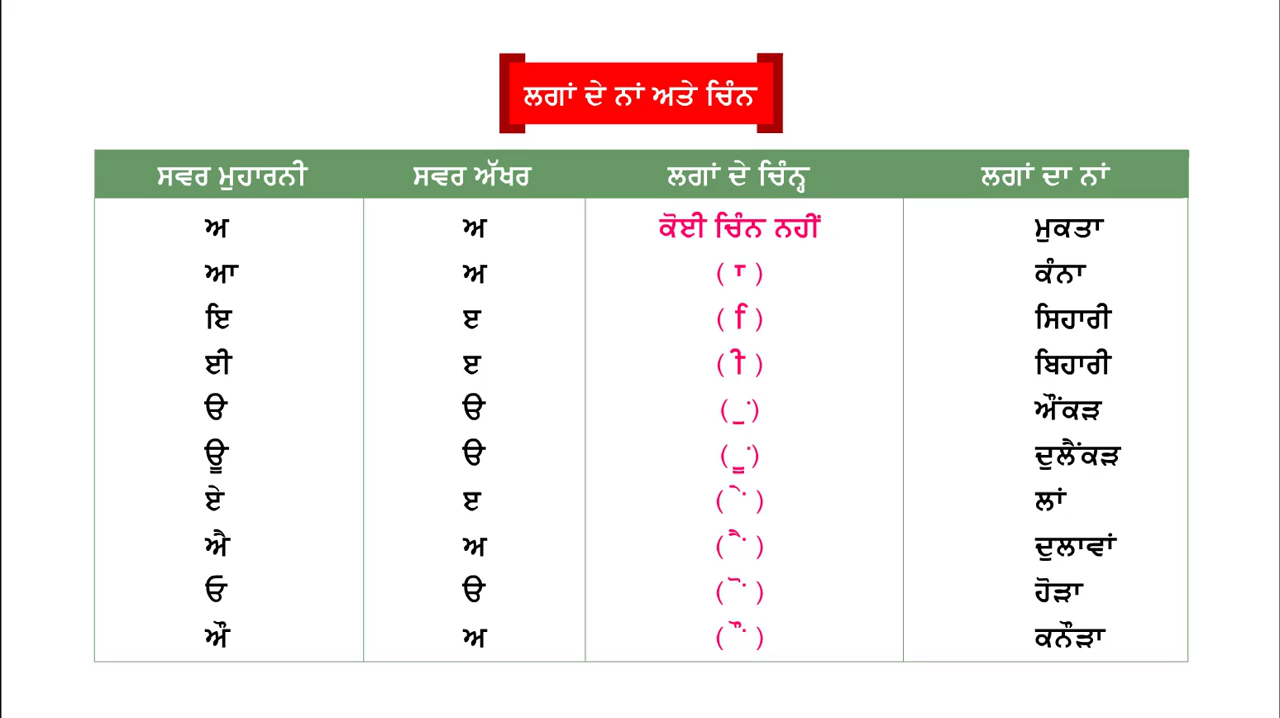 ਲਗਾਂ ਦੇ ਨਾਂ ਅਤੇ ਚਿੰਨ
ਸਵਰ ਮੁਹਾਰਨੀ ਸਵਰ ਅੱਖਰ ਲਗਾਂ ਦੇ ਚਿੰਨ੍ਹ ਲਗਾਂ ਦਾ ਨਾਂ
ਅ ਅ ਕੋਈ ਚਿੰਨ ਨਹੀਂ ਮੁਕਤਾ
ਆ ਅ ( ਾ ) ਕੰਨਾ
ਇ ੲ ( ਿ ) ਸਿਹਾਰੀ
ਈ ੲ ( ੀ ) ਬਿਹਾਰੀ
ੳ ੳ ( ੁ ) ਔਂਕੜ
ਊ ੳ ( ੂ ) ਦੁਲੈਂਕੜ
ਏ ੲ ( ੇ ) ਲਾਂ
ਐ ਅ ( ੈ ) ਦੁਲਾਵਾਂ
ਓ ੳ ( ੋ ) ਹੋੜਾ
ਔ ਅ ( ੌ ) ਕਨੌੜਾ